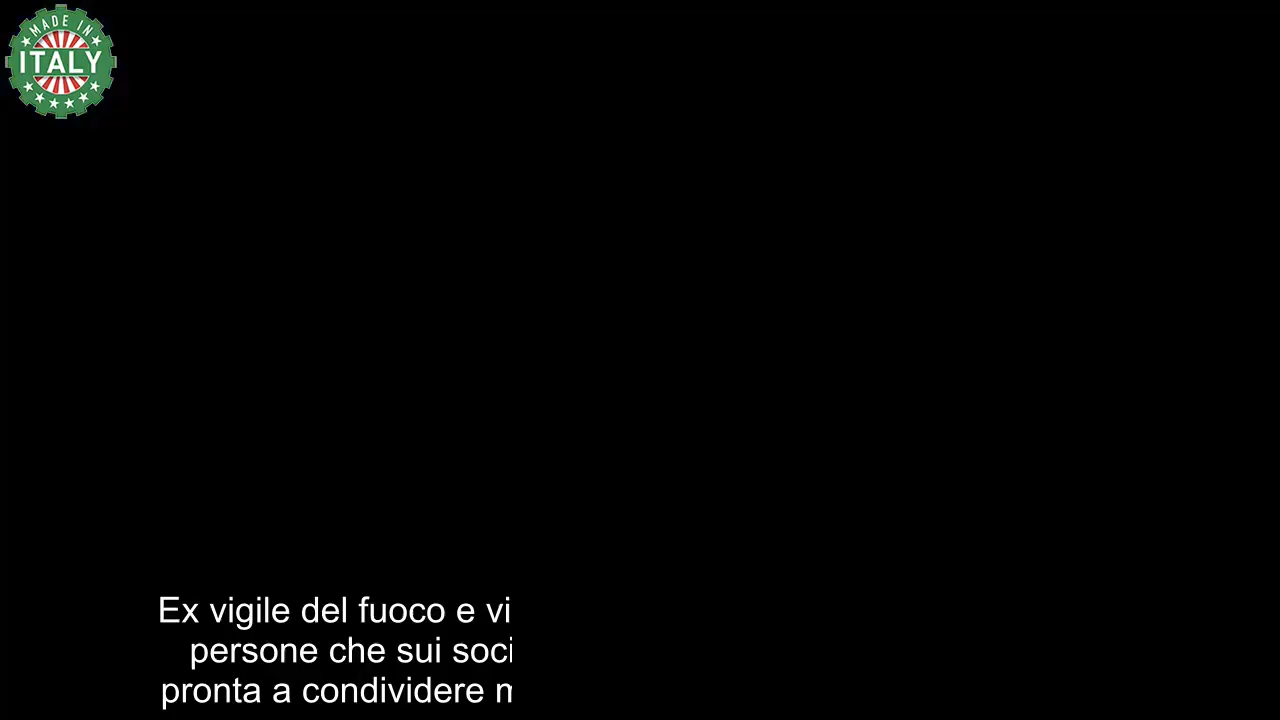 MADE IN
ITALY
Ex vigile del fuoco e vi
persone che sui soci
pronta a condividere